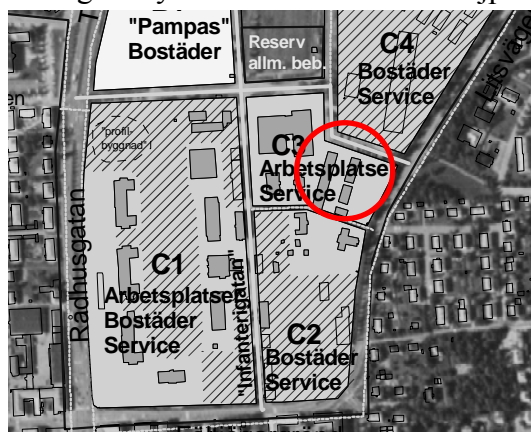 "Pampas"
Bostäder
Reserv
allm. beb.
C4
Bostäder
Service
"profil-
byggnad"
C3
Arbetsplatser
Service
Rådhusgatan
C1
Arbetsplatser
Bostäder
Service
"Infanterigatan"
C2
Bostäder
Service